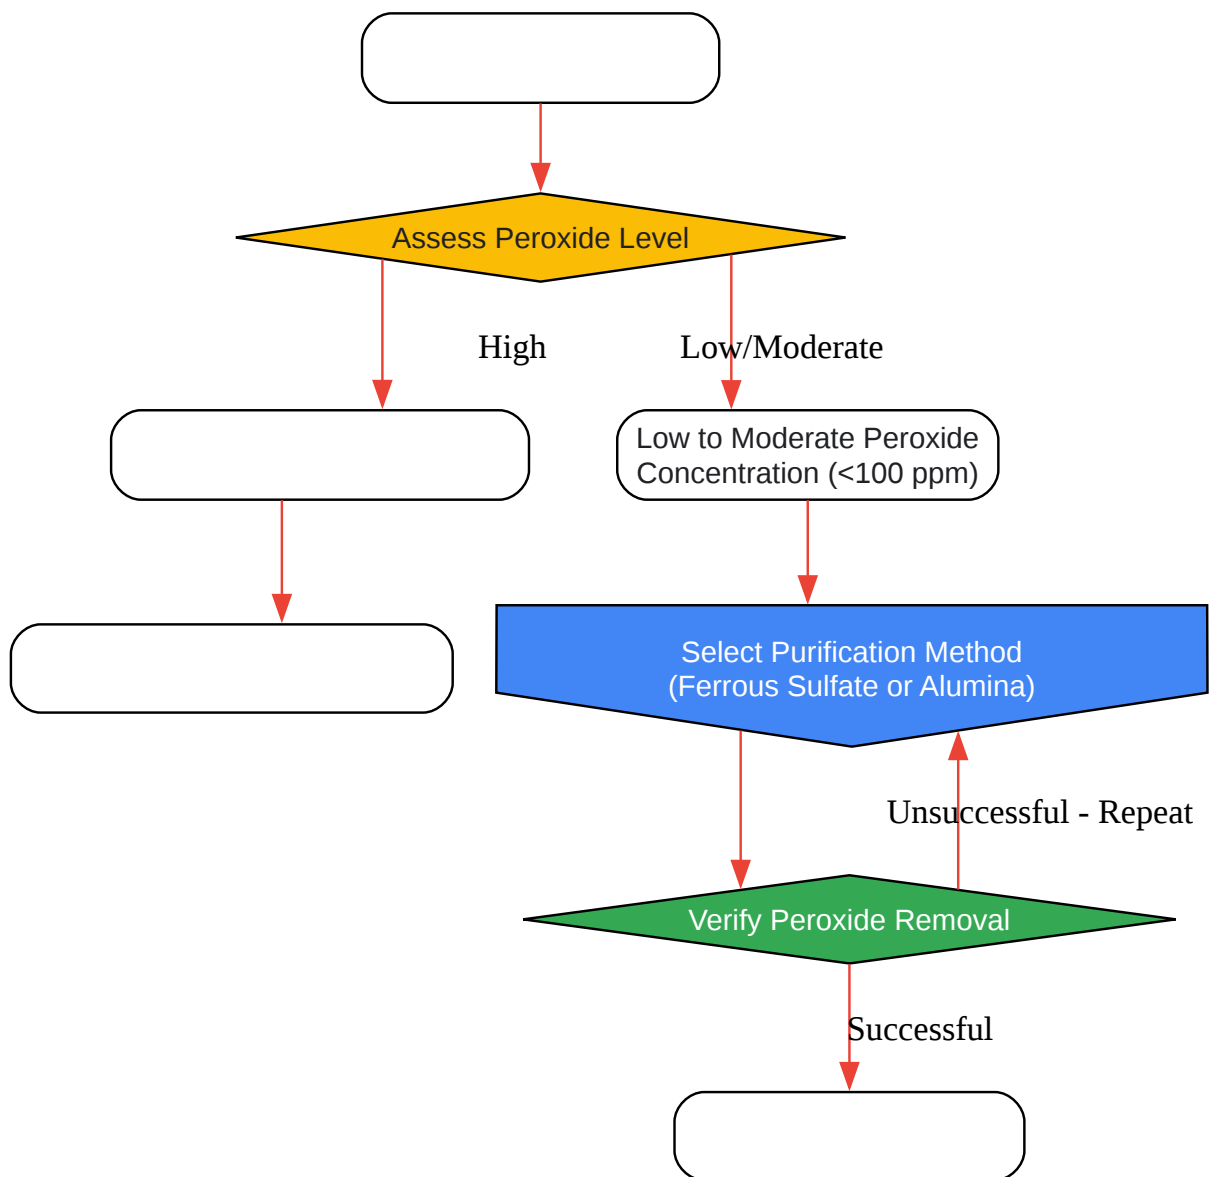 Assess Peroxide Level
High
Low/Moderate
Low to Moderate Peroxide
Concentration (<100 ppm)
Select Purification Method
(Ferrous Sulfate or Alumina)
Unsuccessful - Repeat
Verify Peroxide Removal
Successful